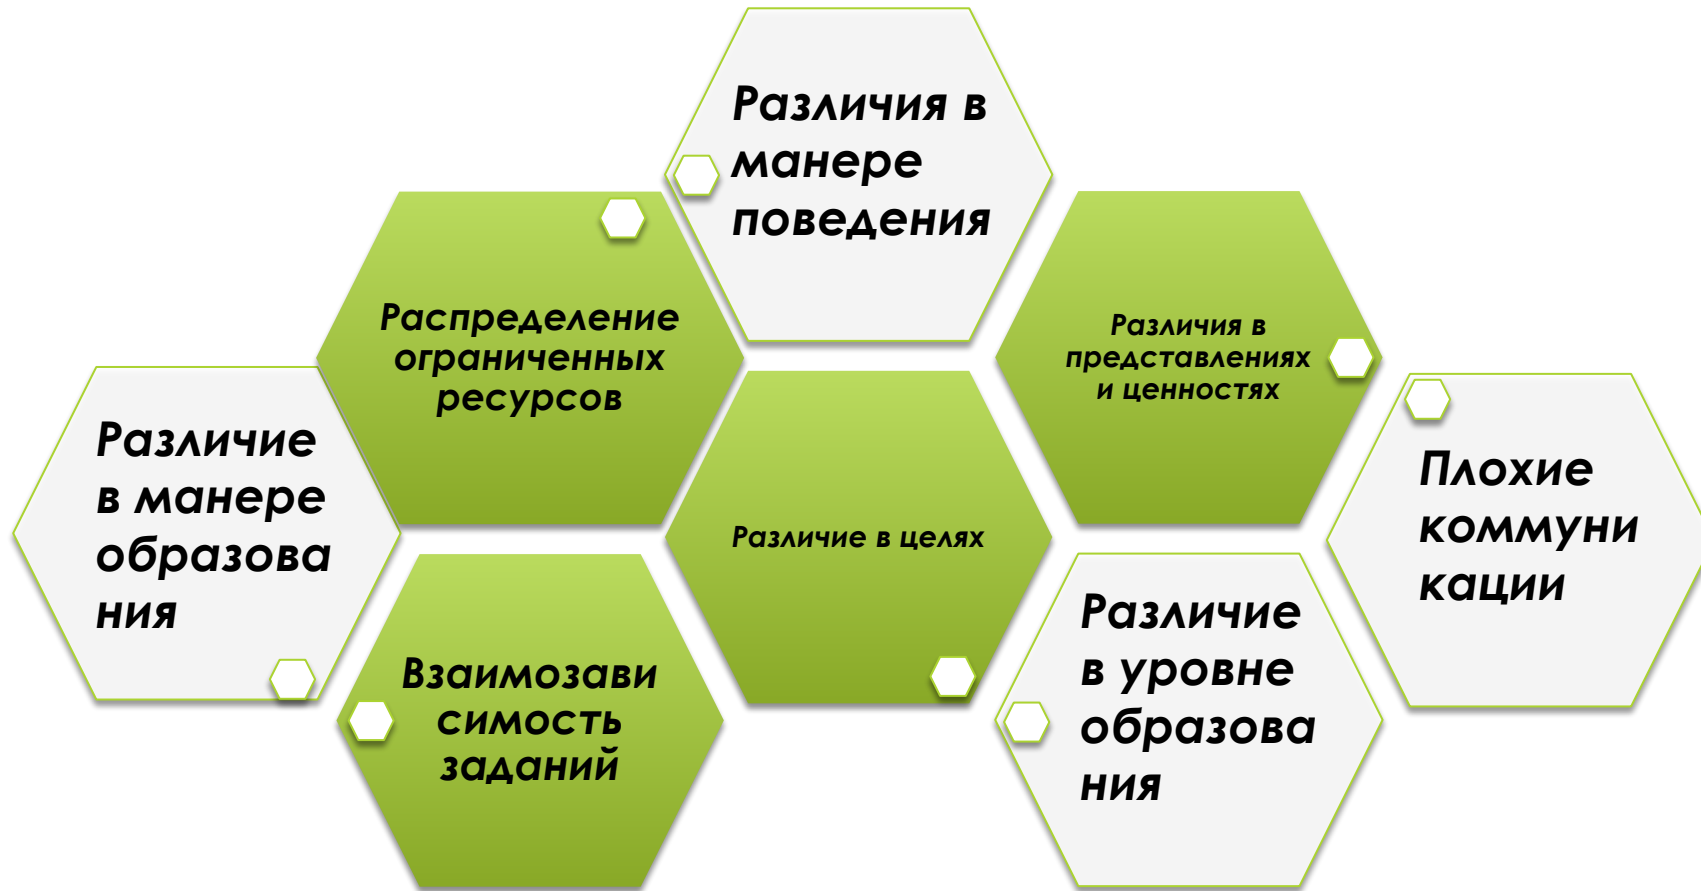 Различия в
манере
поведения
Распределение
ограниченных
ресурсов
Различия в
представлениях
и ценностях
Различие
в манере
образова
ния
Плохие
коммуни
кации
Различие в целях
Взаимозави
симость
заданий
Различие
в уровне
образова
ния